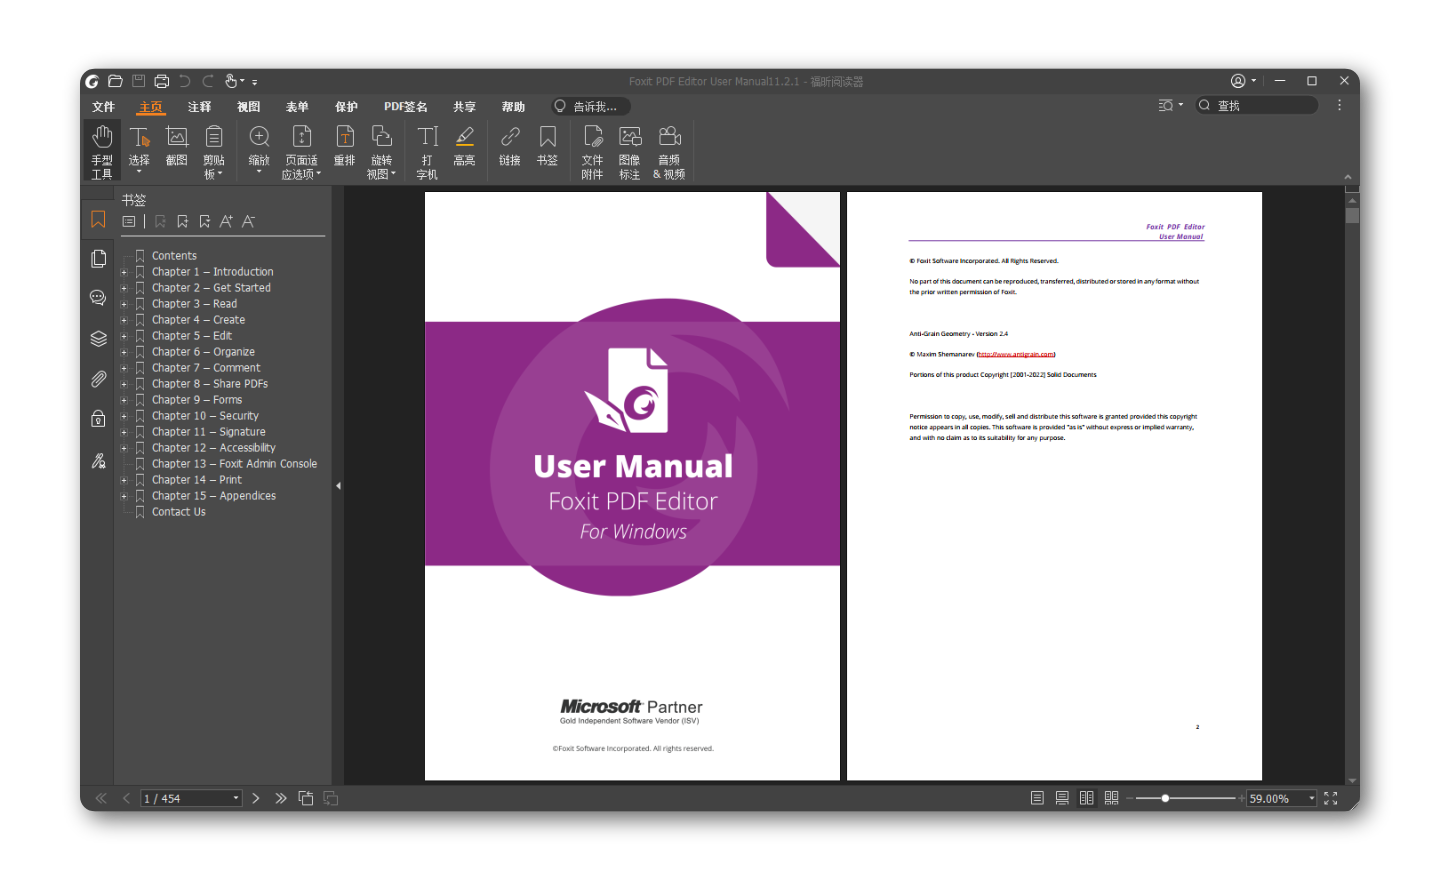 Foxit PDF Editor User Manual11.2.1 - 福昕阅读器
文件 主页 注释 视图 表单 保护 PDF签名 共享 帮助 告诉我... 查找
手型工具
选择
截图
剪贴板
缩放
页面适应选项
重排
旋转视图
打字机
高亮
链接
书签
文件附件
图像标注
音频 & 视频
书签
Contents
Chapter 1 – Introduction
Chapter 2 – Get Started
Chapter 3 – Read
Chapter 4 – Create
Chapter 5 – Edit
Chapter 6 – Organize
Chapter 7 – Comment
Chapter 8 – Share PDFs
Chapter 9 – Forms
Chapter 10 – Security
Chapter 11 – Signature
Chapter 12 – Accessibility
Chapter 13 – Foxit Admin Console
Chapter 14 – Print
Chapter 15 – Appendices
Contact Us
User Manual
Foxit PDF Editor
For Windows
Microsoft Partner
Gold Independent Software Vendor (ISV)
©Foxit Software Incorporated. All rights reserved.
Foxit PDF Editor
User Manual
© Foxit Software Incorporated. All Rights Reserved.
No part of this document can be reproduced, transferred, distributed or stored in any format without
the prior written permission of Foxit.
Anti-Grain Geometry - Version 2.4
© Maxim Shemanarev (http://www.antigrain.com)
Portions of this product Copyright [2001-2022] Solid Documents
Permission to copy, use, modify, sell and distribute this software is granted provided this copyright
notice appears in all copies. This software is provided "as is" without express or implied warranty,
and with no claim as to its suitability for any purpose.
2
1 / 454
59.00%